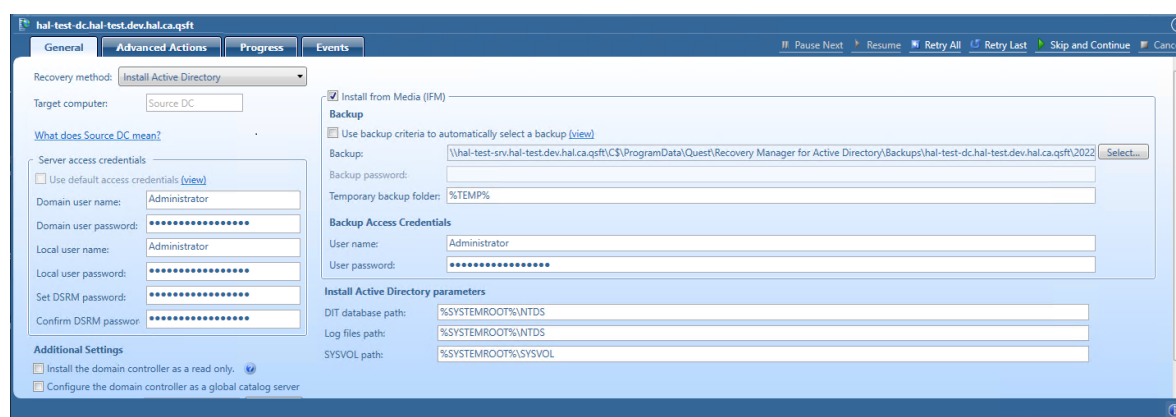 hal-test-dc.hal-test.dev.hal.ca.qsft
General Advanced Actions Progress Events
Pause Next Resume Retry All Retry Last Skip and Continue Canc
Recovery method: Install Active Directory
Target computer: Source DC
What does Source DC mean?
Server access credentials
Use default access credentials (view)
Domain user name: Administrator
Domain user password: •••••••••••••••••
Local user name: Administrator
Local user password: •••••••••••••••••
Set DSRM password: •••••••••••••••••
Confirm DSRM passwor •••••••••••••••••
Additional Settings
Install the domain controller as a read only.
Configure the domain controller as a global catalog server
Install from Media (IFM)
Backup
Use backup criteria to automatically select a backup (view)
Backup: \\hal-test-srv.hal-test.dev.hal.ca.qsft\C$\ProgramData\Quest\Recovery Manager for Active Directory\Backups\hal-test-dc.hal-test.dev.hal.ca.qsft\2022 Select...
Backup password:
Temporary backup folder: %TEMP%
Backup Access Credentials
User name: Administrator
User password: •••••••••••••••••
Install Active Directory parameters
DIT database path: %SYSTEMROOT%\NTDS
Log files path: %SYSTEMROOT%\NTDS
SYSVOL path: %SYSTEMROOT%\SYSVOL